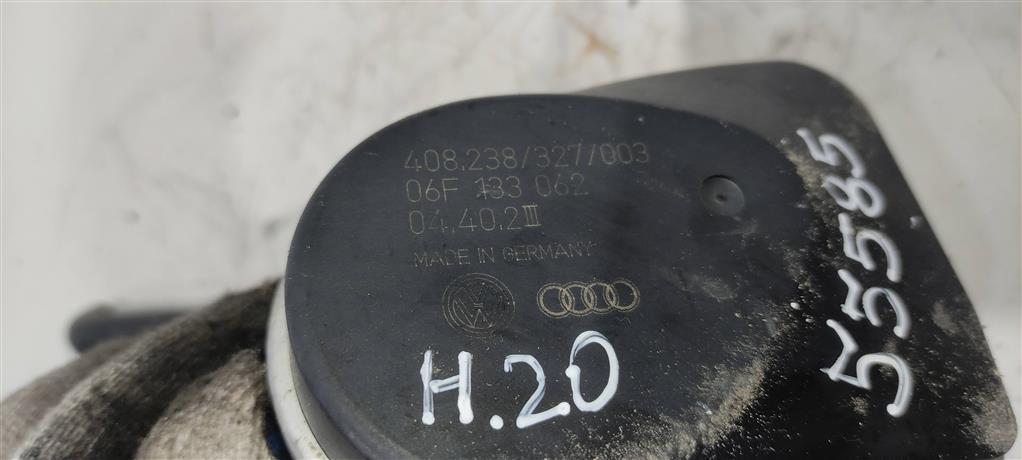 408.238/327/003
06F 133 062
04.40.2III
MADE IN GERMANY
H.20
55585